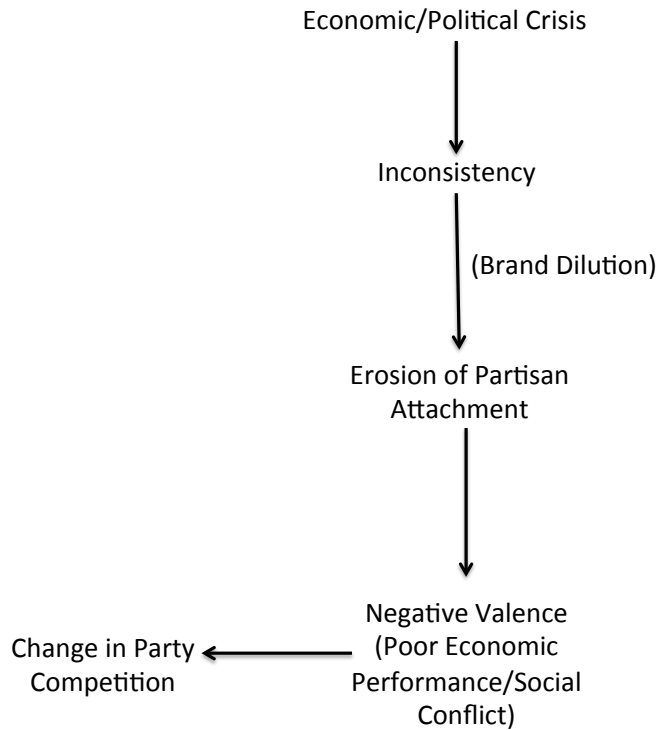 Economic/Political Crisis
Inconsistency
(Brand Dilution)
Erosion of Partisan
Attachment
Negative Valence
(Poor Economic
Performance/Social
Conflict)
Change in Party
Competition